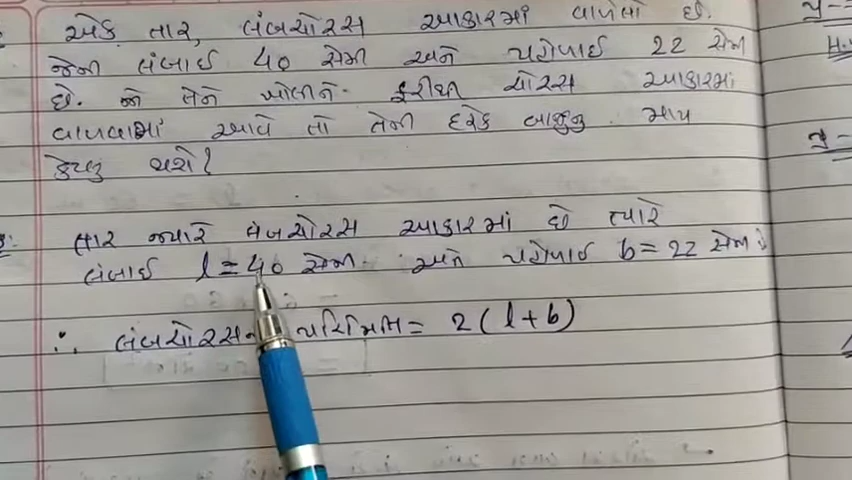 એક તાર, લંબચોરસ આકારમાં વાળેલો છે.
જેની લંબાઈ 40 સેમી અને પહોળાઈ 22 સેમી
છે. જો તેને ખોલીને ફરીથી ચોરસ આકારમાં
વાળવામાં આવે તો તેની દરેક બાજુનું માપ
કેટલું થશે?
તાર જ્યારે લંબચોરસ આકારમાં છે ત્યારે
લંબાઈ l = 40 સેમી અને પહોળાઈ b = 22 સેમી
∴ લંબચોરસની પરિમિતિ = 2 (l + b)